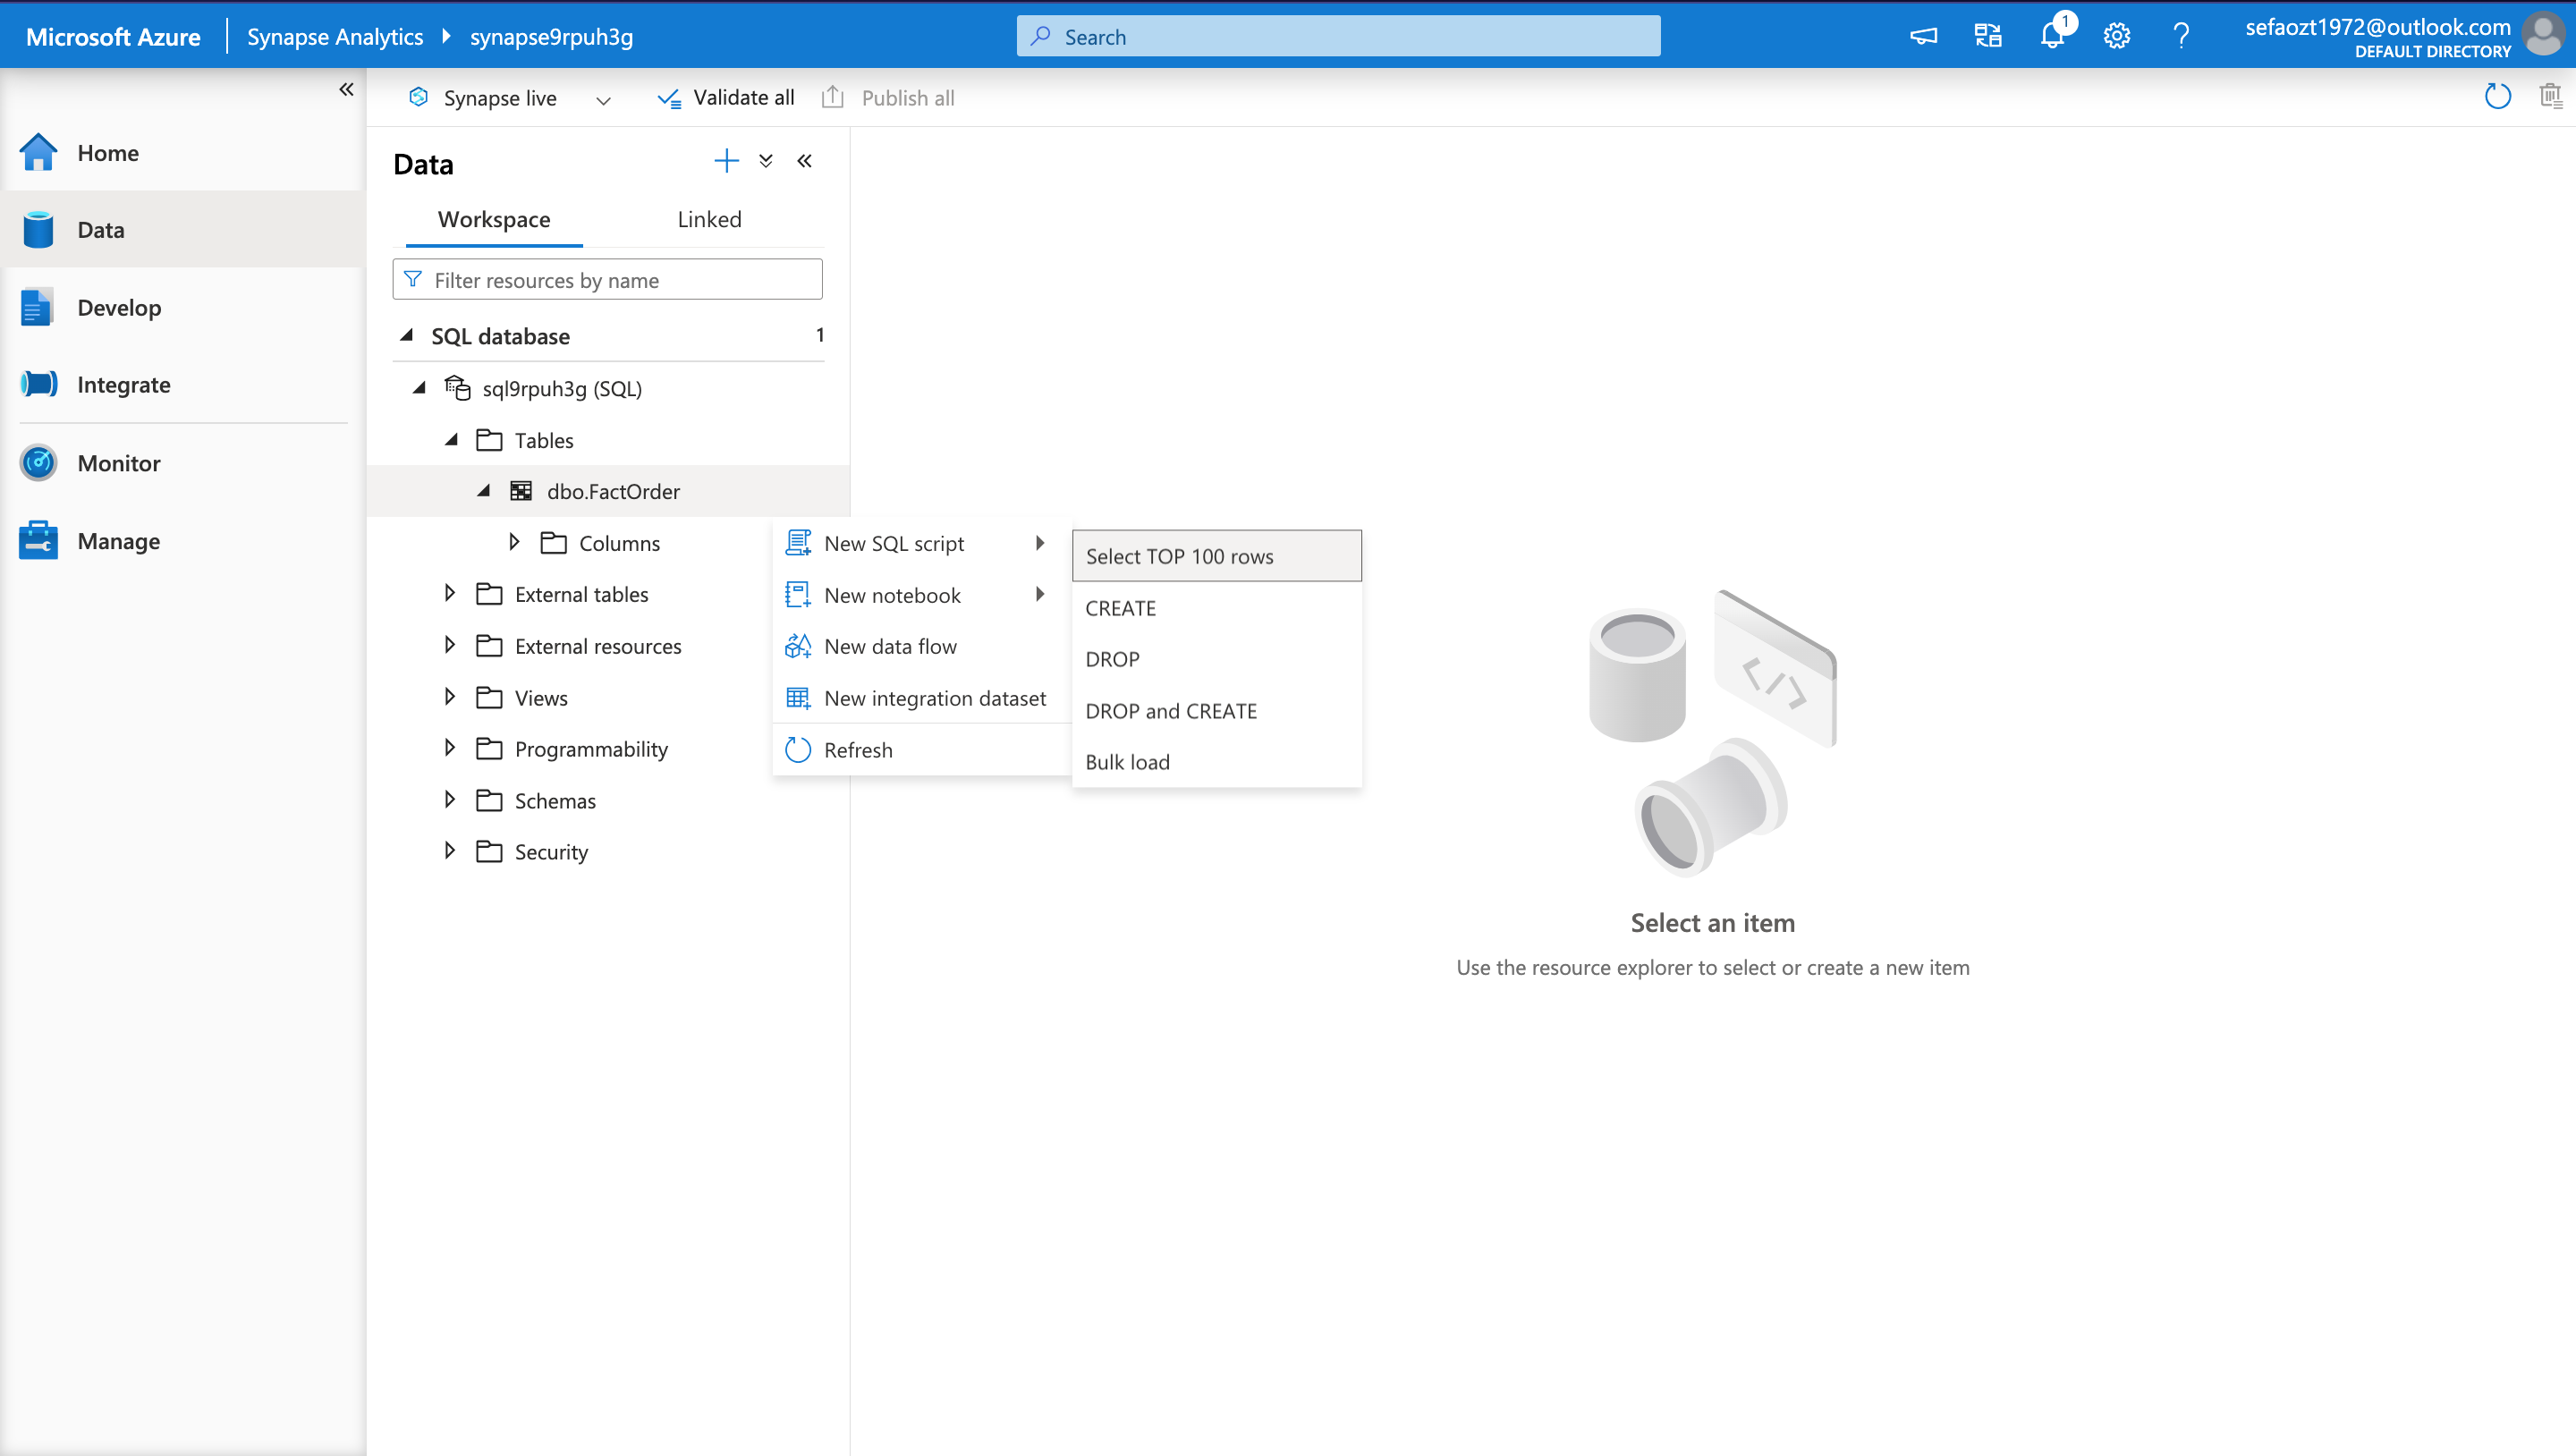 Microsoft Azure
Synapse Analytics
synapse9rpuh3g
Search
1
sefaozt1972@outlook.com
DEFAULT DIRECTORY
Synapse live
Validate all
Publish all
Home
Data
Develop
Integrate
Monitor
Manage
Data
Workspace
Linked
Filter resources by name
SQL database 1
sql9rpuh3g (SQL)
Tables
dbo.FactOrder
Columns
External tables
External resources
Views
Programmability
Schemas
Security
New SQL script
New notebook
New data flow
New integration dataset
Refresh
Select TOP 100 rows
CREATE
DROP
DROP and CREATE
Bulk load
Select an item
Use the resource explorer to select or create a new item